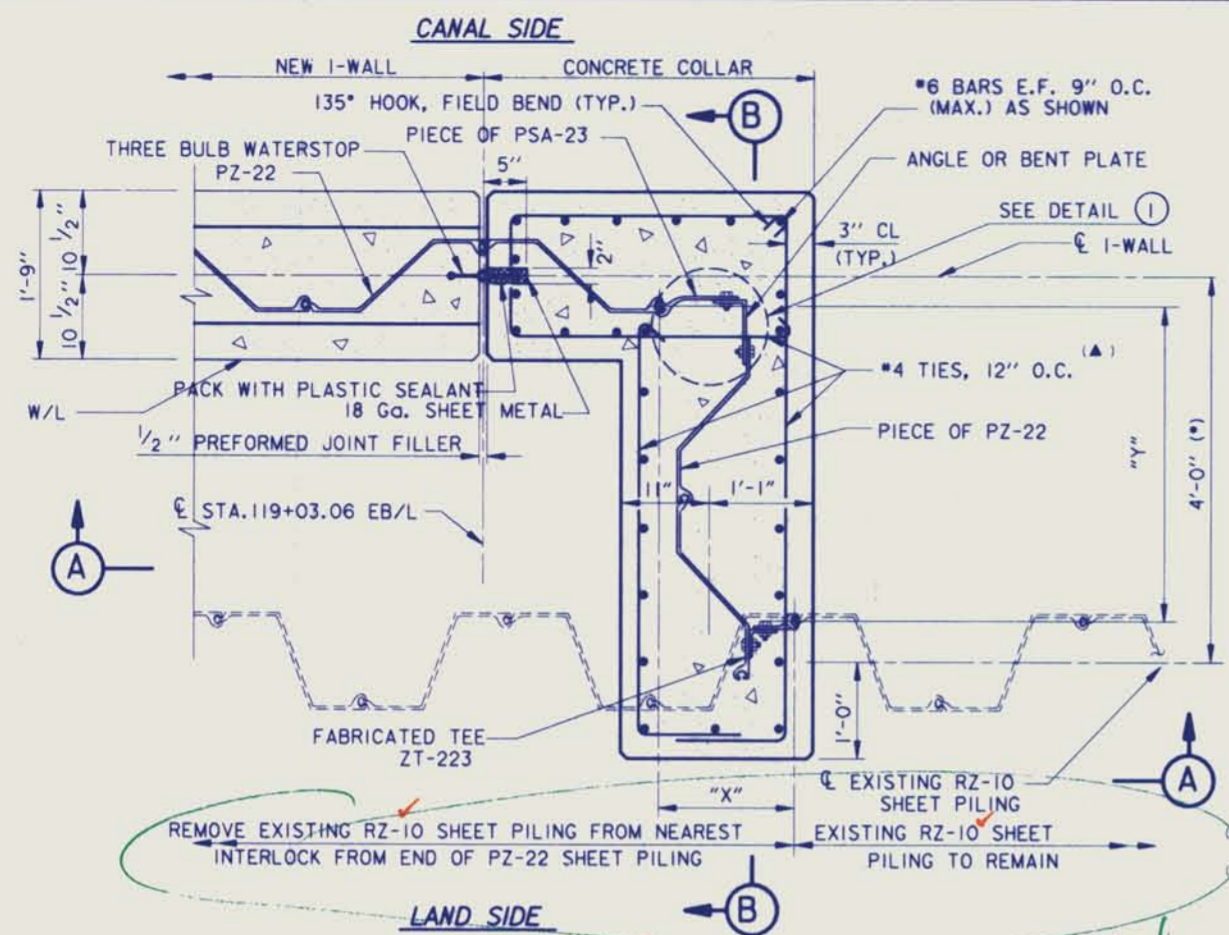 CANAL SIDE
NEW I-WALL
CONCRETE COLLAR
135° HOOK, FIELD BEND (TYP.)
#6 BARS E.F. 9" O.C.
(MAX.) AS SHOWN
B
PIECE OF PSA-23
THREE BULB WATERSTOP
PZ-22
5"
ANGLE OR BENT PLATE
SEE DETAIL 1
3" CL
(TYP.)
℄ I-WALL
1'-9"
10 1/2"
10 1/2"
2"
#4 TIES, 12" O.C. (▲)
PACK WITH PLASTIC SEALANT
W/L
18 Ga. SHEET METAL
PIECE OF PZ-22
1/2" PREFORMED JOINT FILLER
"Y"
4'-0" (*)
11"
1'-1"
℄ STA.119+03.06 EB/L
A
FABRICATED TEE
ZT-223
1'-0"
A
"X"
℄ EXISTING RZ-10
SHEET PILING
REMOVE EXISTING RZ-10 SHEET PILING FROM NEAREST
INTERLOCK FROM END OF PZ-22 SHEET PILING
EXISTING RZ-10 SHEET
PILING TO REMAIN
B
LAND SIDE